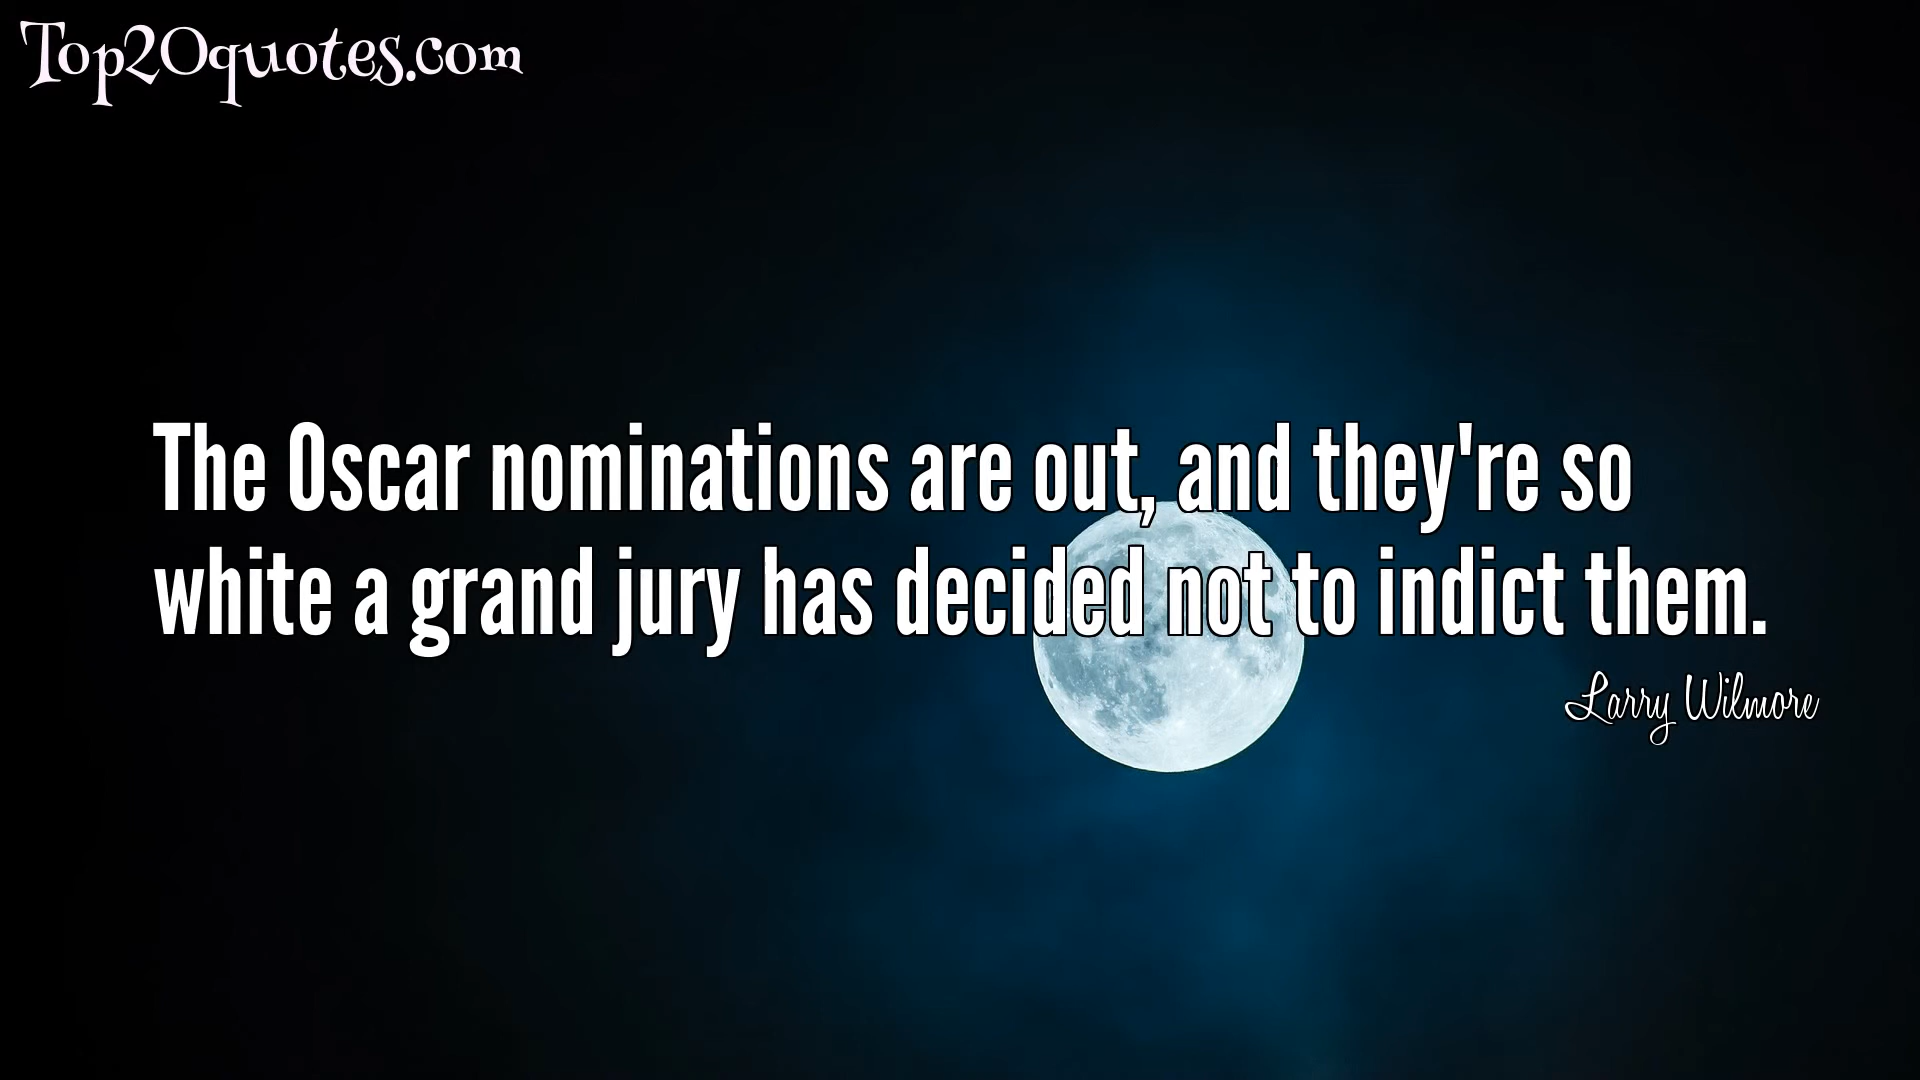 Top20quotes.com
The Oscar nominations are out, and they're so
white a grand jury has decided not to indict them.
Larry Wilmore